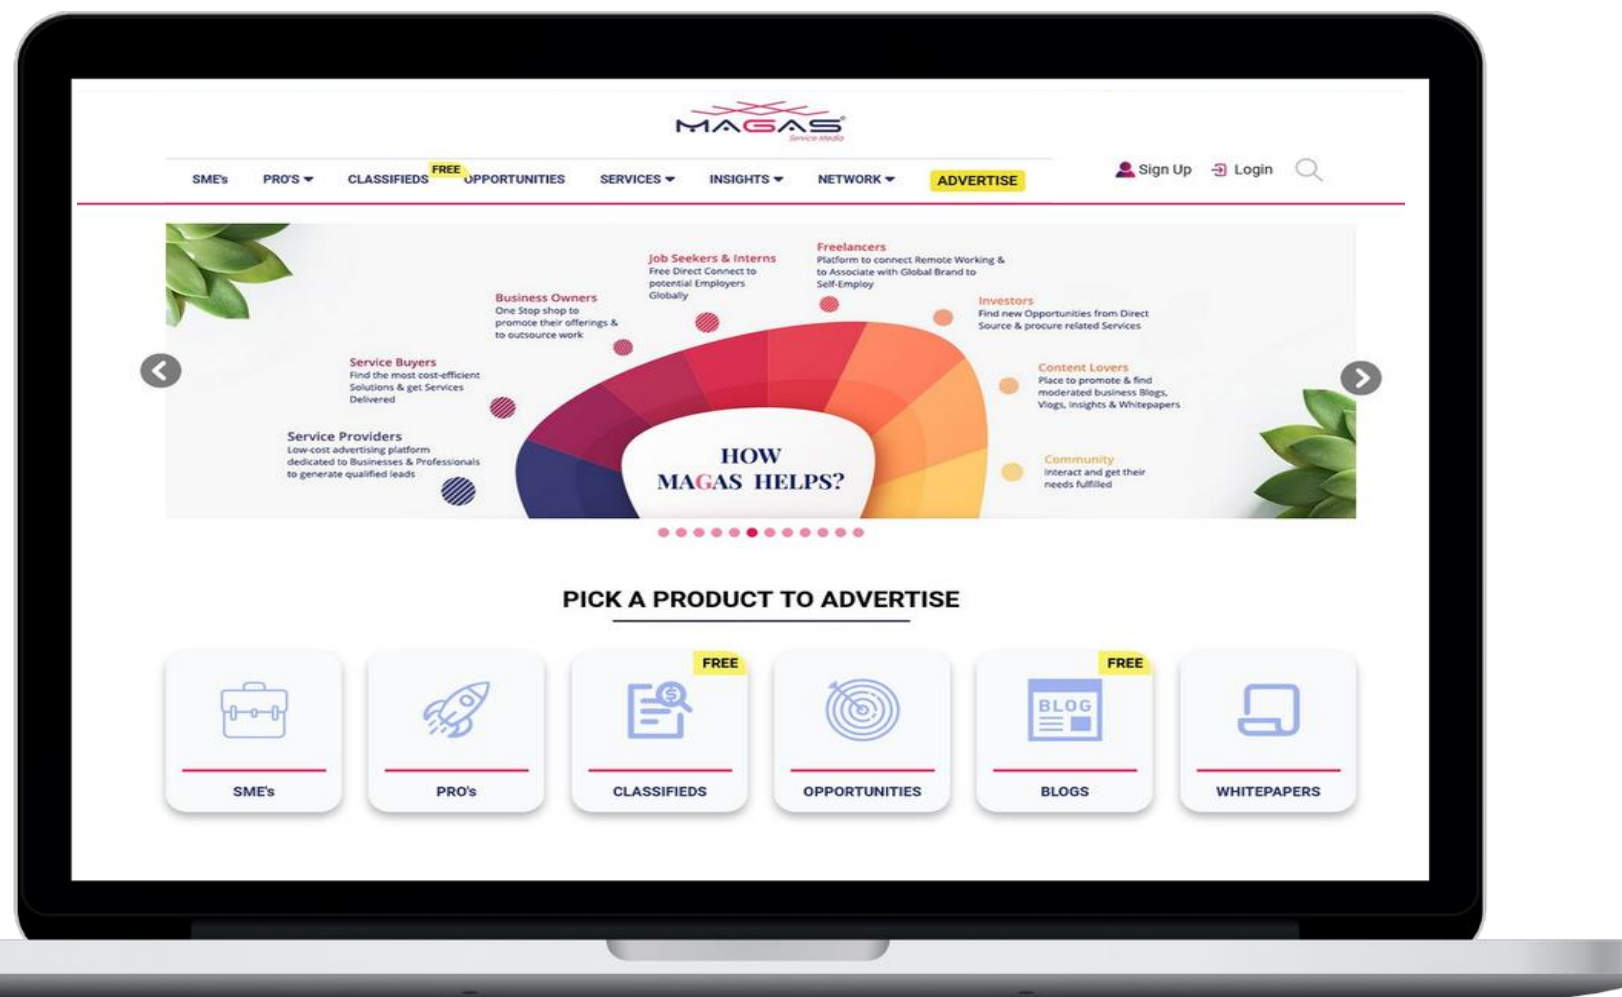 MAGAS
Service Media
SME's PRO'S CLASSIFIEDS FREE OPPORTUNITIES SERVICES INSIGHTS NETWORK ADVERTISE
Sign Up Login
Freelancers
Platform to connect Remote Working &
to Associate with Global Brand to
Self-Employ
Job Seekers & Interns
Free Direct Connect to
potential Employers
Globally
Business Owners
One Stop shop to
promote their offerings &
to outsource work
Investors
Find new Opportunities from Direct
Source & procure related Services
Service Buyers
Find the most cost-efficient
Solutions & get Services
Delivered
Content Lovers
Place to promote & find
moderated business Blogs,
Vlogs, Insights & Whitepapers
Service Providers
Low-cost advertising platform
dedicated to Businesses & Professionals
to generate qualified leads
Community
Interact and get their
needs fulfilled
HOW
MAGAS HELPS?
PICK A PRODUCT TO ADVERTISE
FREE
FREE
BLOG
SME's
PRO's
CLASSIFIEDS
OPPORTUNITIES
BLOGS
WHITEPAPERS